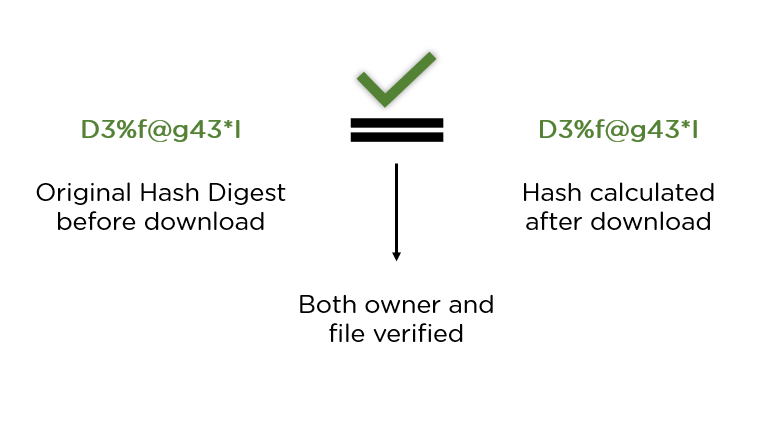 D3%f@g43*I
D3%f@g43*I
Original Hash Digest
before download
Hash calculated
after download
Both owner and
file verified